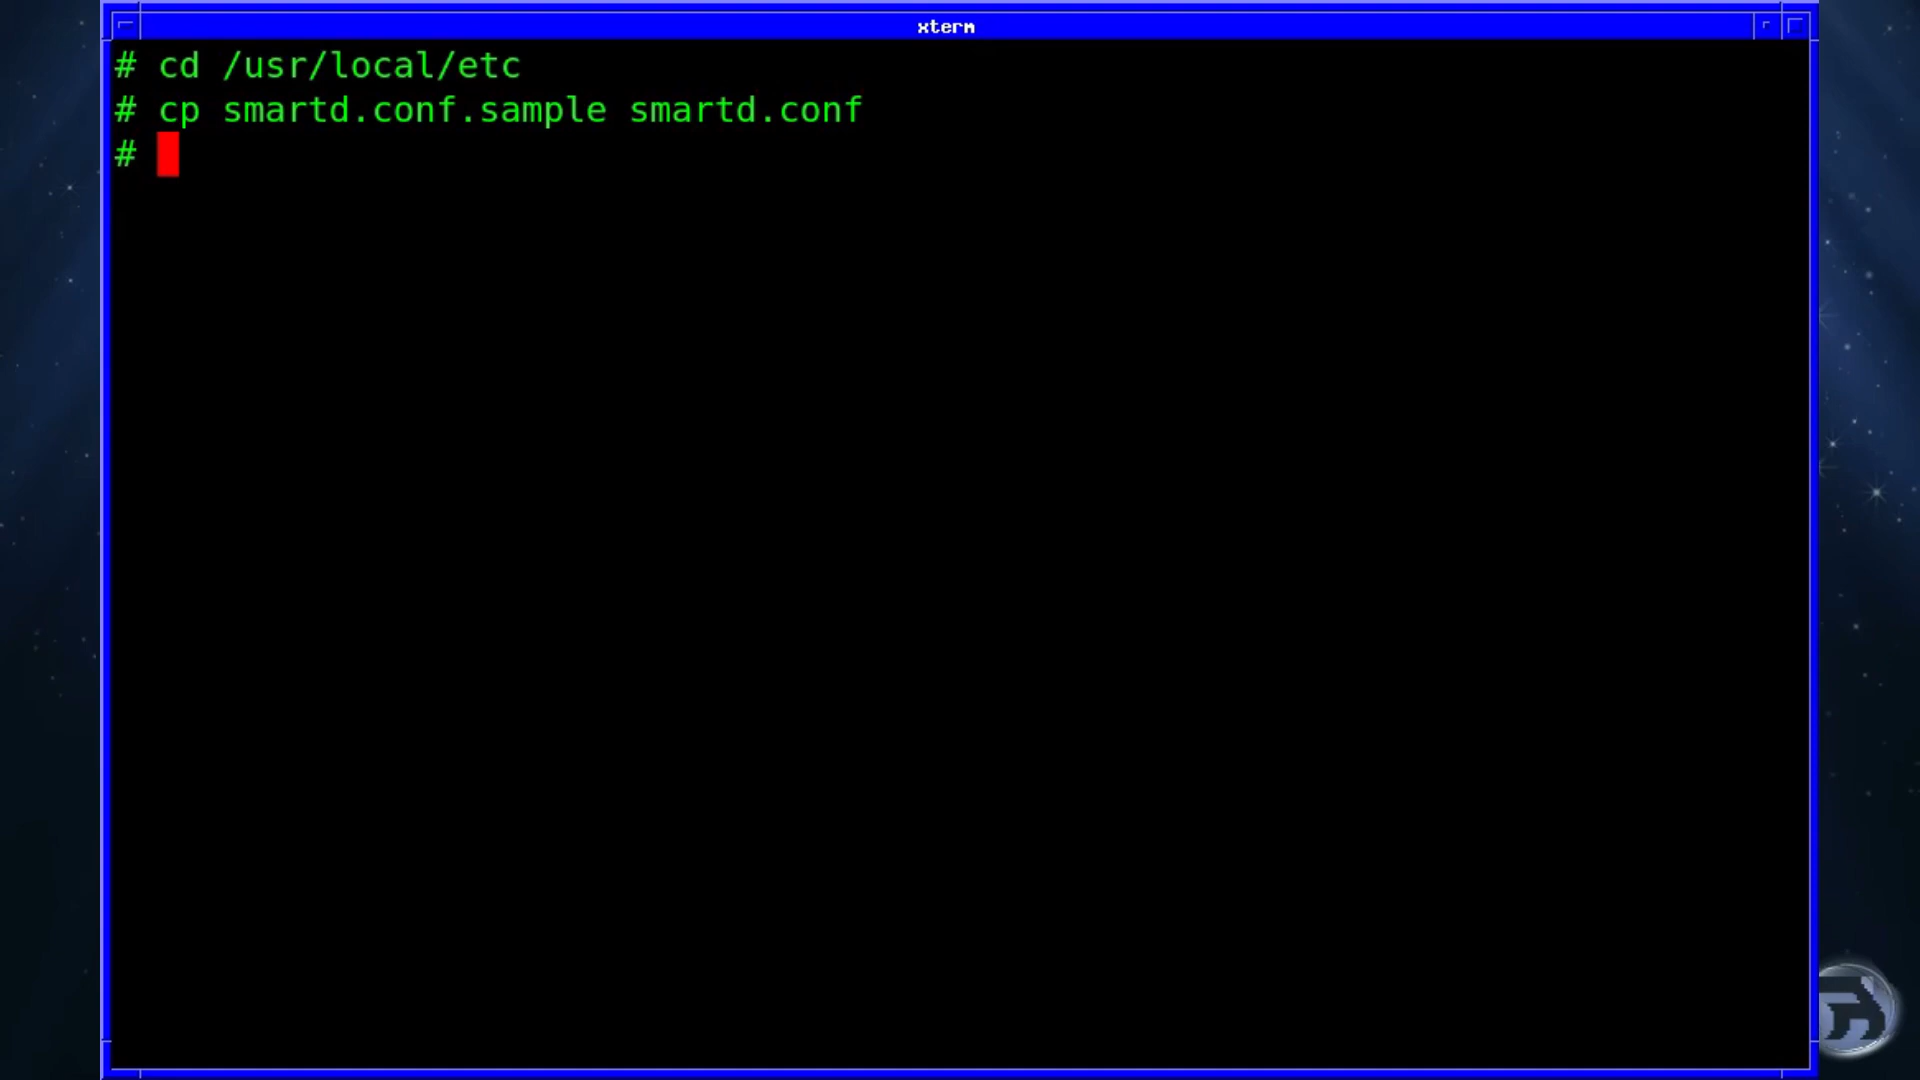 xterm
# cd /usr/local/etc
# cp smartd.conf.sample smartd.conf
#